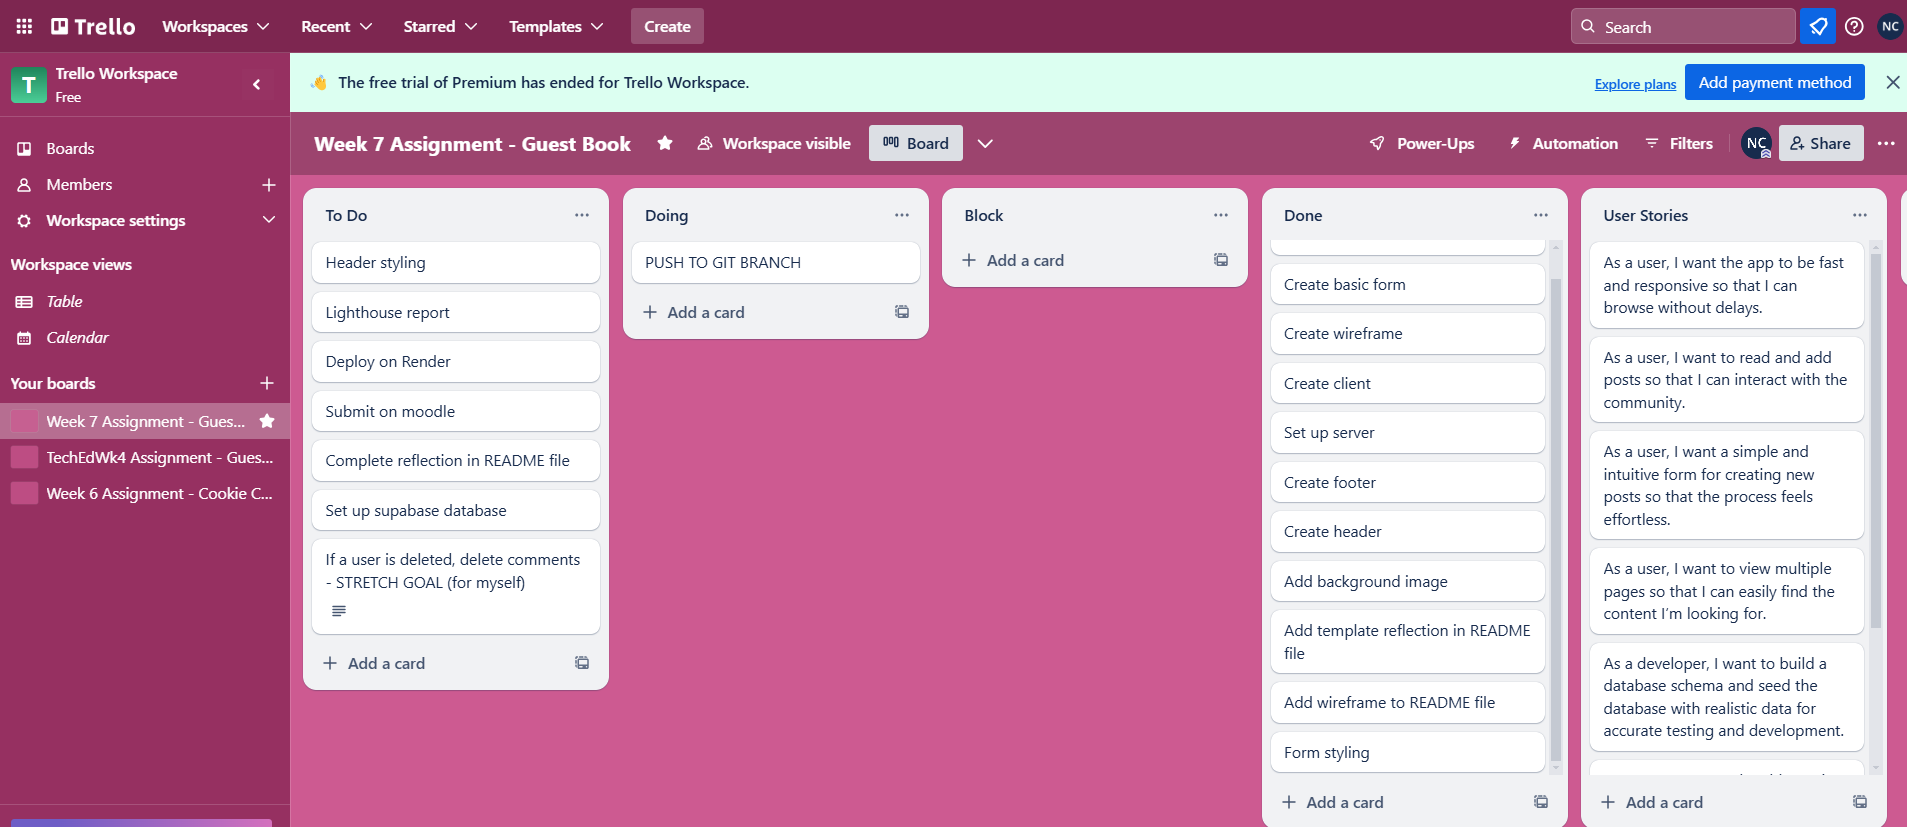 Trello
Workspaces
Recent
Starred
Templates
Create
Search
NC
T
Trello Workspace
Free
The free trial of Premium has ended for Trello Workspace.
Explore plans
Add payment method
Boards
Members
Workspace settings
Workspace views
Table
Calendar
Your boards
Week 7 Assignment - Gues...
TechEdWk4 Assignment - Gues...
Week 6 Assignment - Cookie C...
Week 7 Assignment - Guest Book
Workspace visible
Board
Power-Ups
Automation
Filters
NC
Share
To Do
Header styling
Lighthouse report
Deploy on Render
Submit on moodle
Complete reflection in README file
Set up supabase database
If a user is deleted, delete comments
- STRETCH GOAL (for myself)
Add a card
Doing
PUSH TO GIT BRANCH
Add a card
Block
Add a card
Done
Create basic form
Create wireframe
Create client
Set up server
Create footer
Create header
Add background image
Add template reflection in README
file
Add wireframe to README file
Form styling
Add a card
User Stories
As a user, I want the app to be fast
and responsive so that I can
browse without delays.
As a user, I want to read and add
posts so that I can interact with the
community.
As a user, I want a simple and
intuitive form for creating new
posts so that the process feels
effortless.
As a user, I want to view multiple
pages so that I can easily find the
content I'm looking for.
As a developer, I want to build a
database schema and seed the
database with realistic data for
accurate testing and development.
Add a card